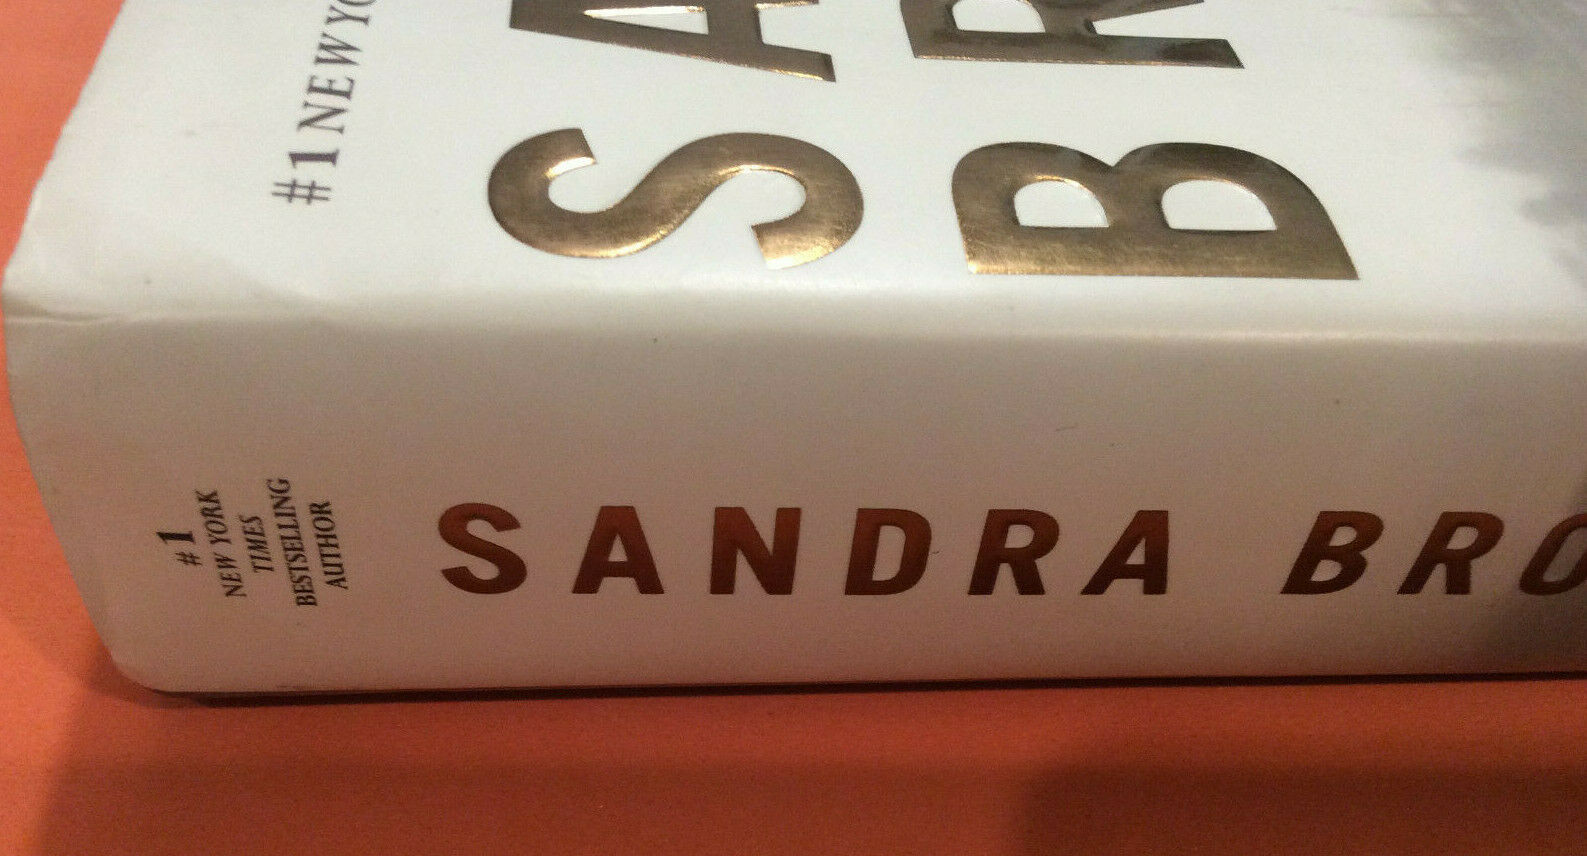 #1 NEW YO
SA
BR
#1
NEW YORK
TIMES
BESTSELLING
AUTHOR
SANDRA BRO